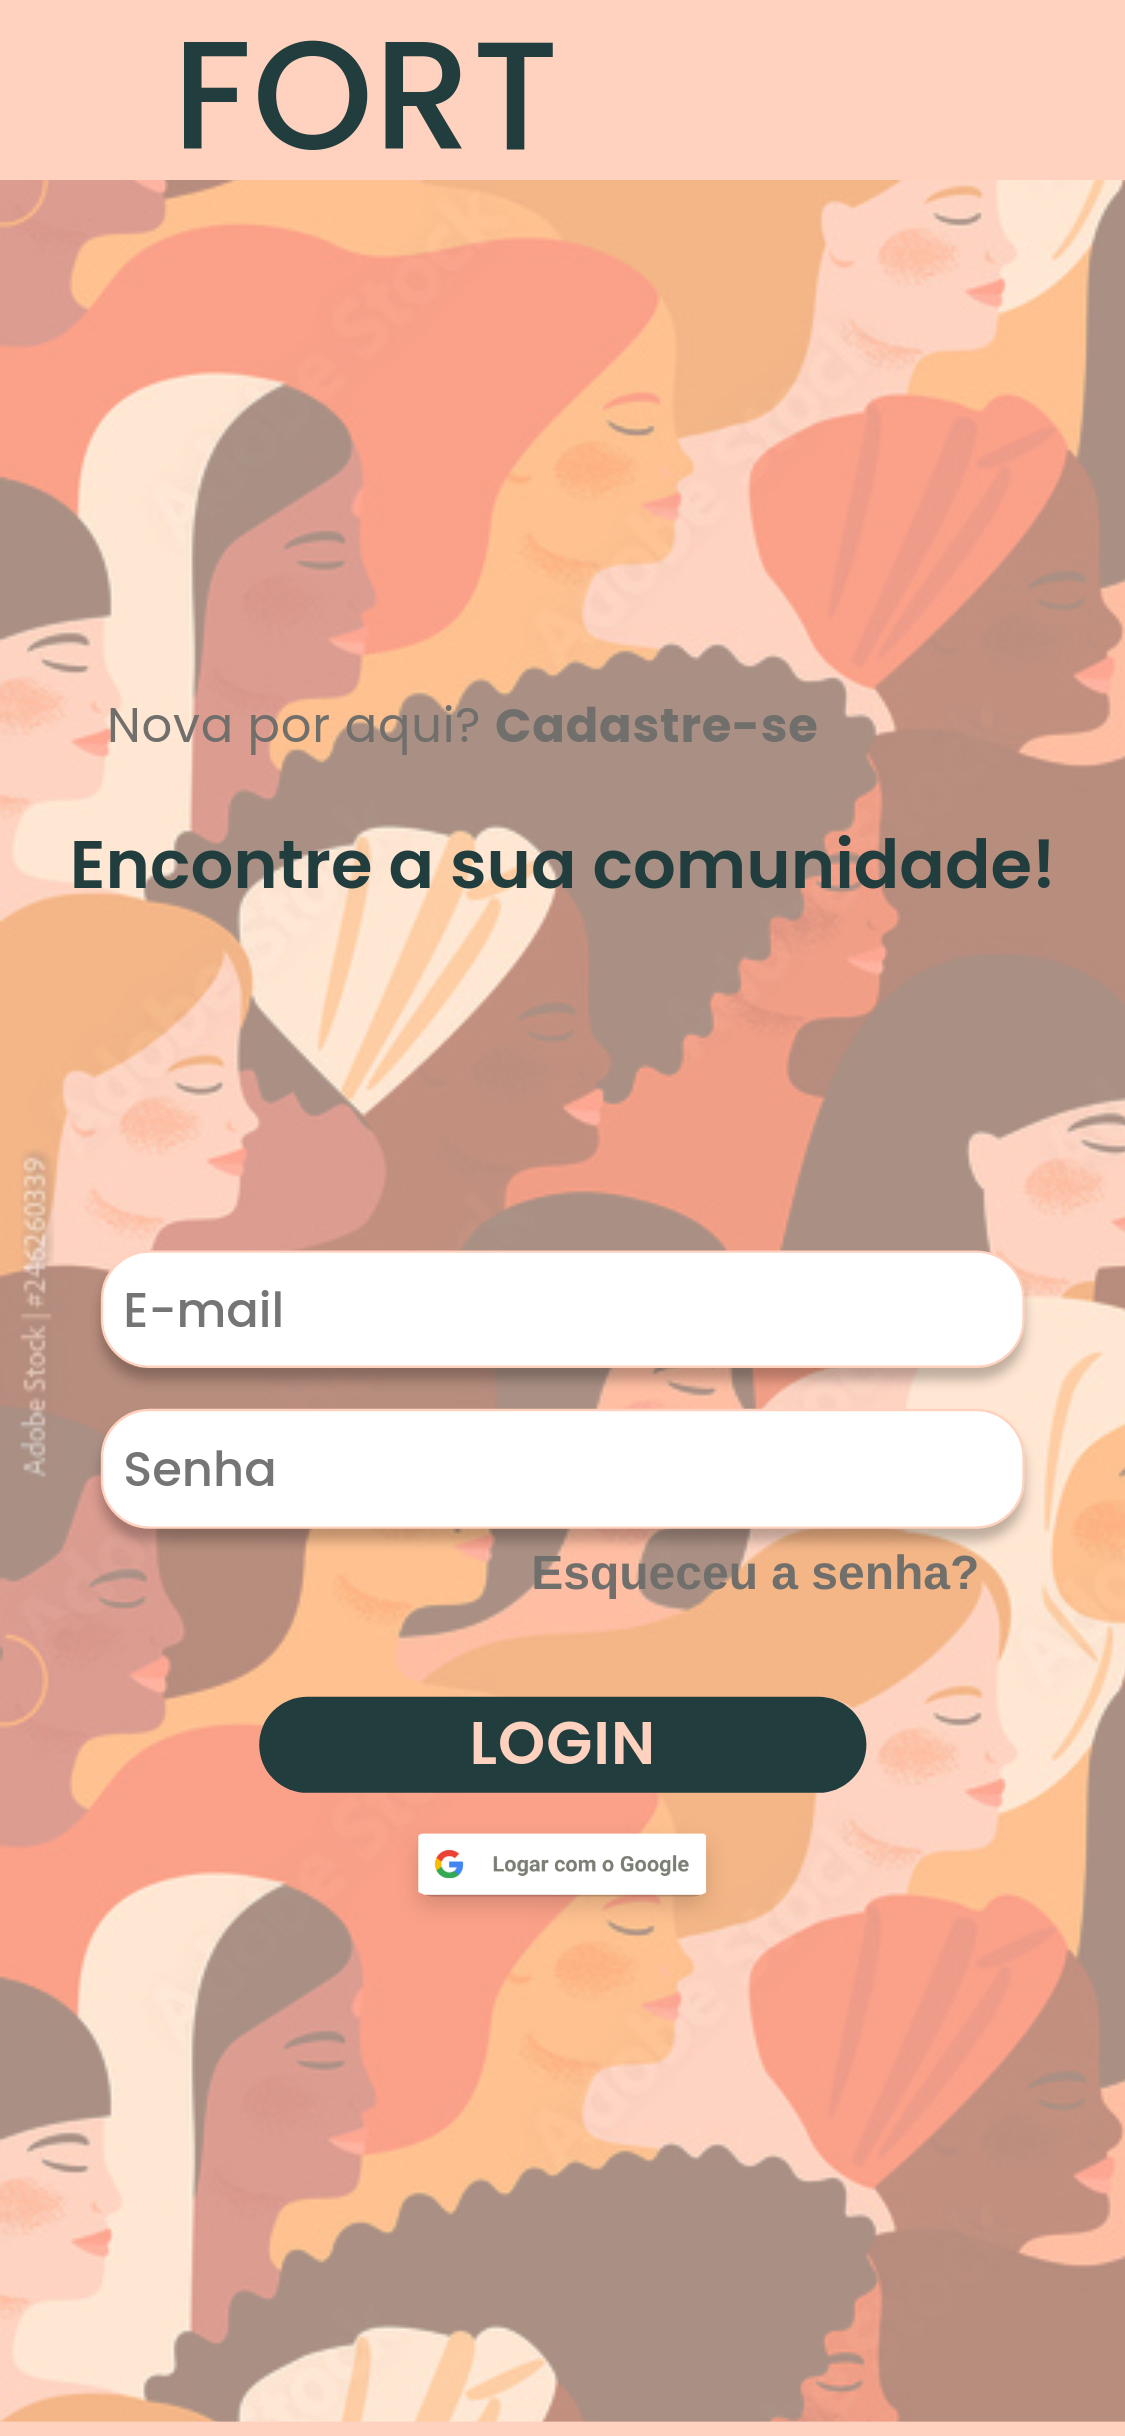 FORT
Nova por aqui? Cadastre-se
Encontre a sua comunidade!
Adobe Stock | #246260339
E-mail
Senha
Esqueceu a senha?
LOGIN
Logar com o Google